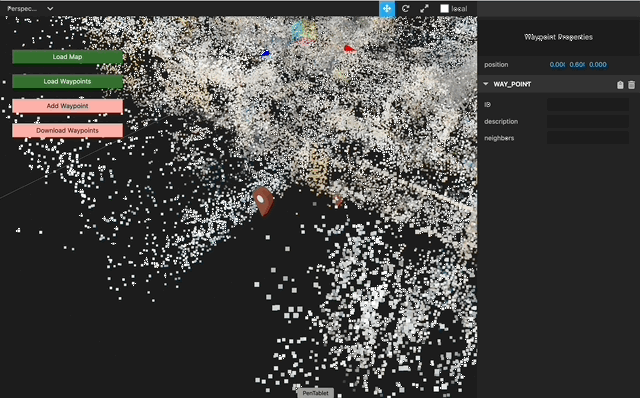 Perspec...
local
Load Map
Load Waypoints
Add Waypoint
Download Waypoints
Waypoint Properties
position 0.00 0.60 0.000
WAY_POINT
ID
description
neighbors
PenTablet